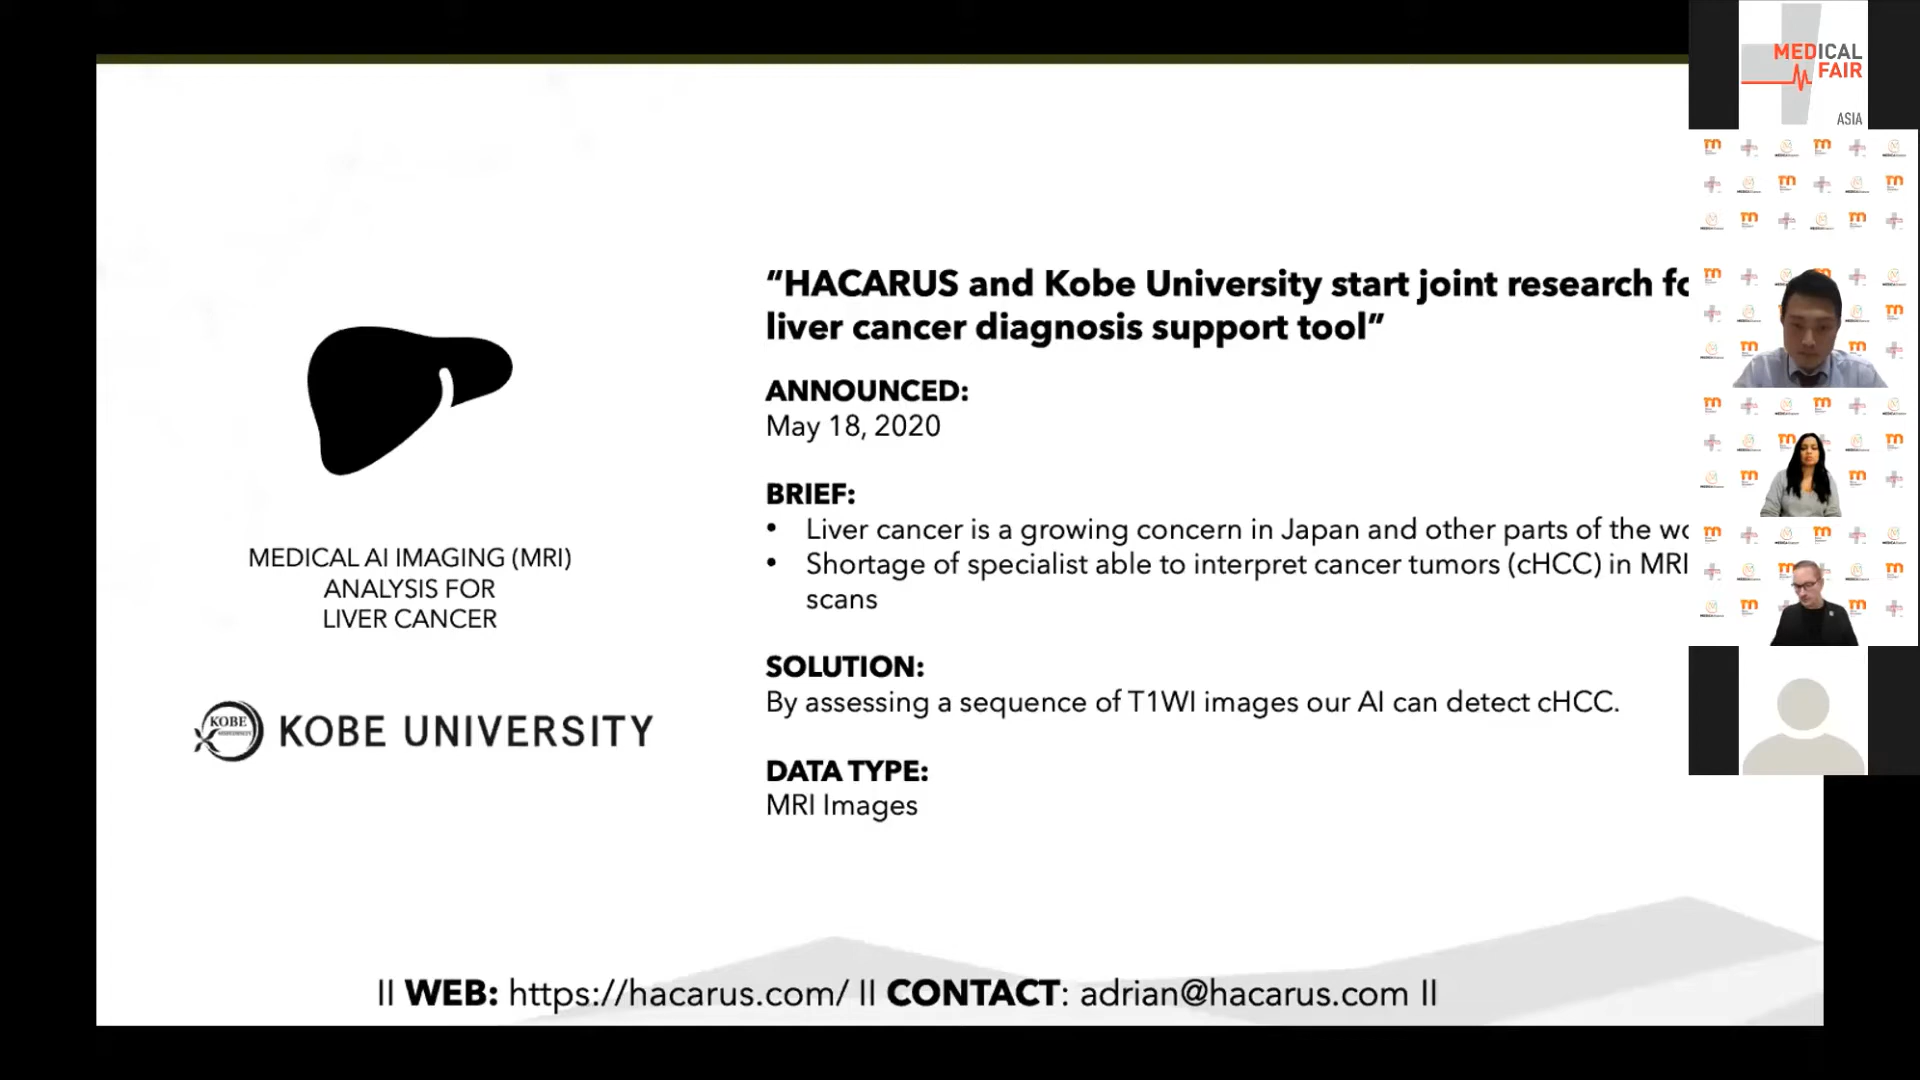 MEDICAL
FAIR
ASIA
“HACARUS and Kobe University start joint research fo
liver cancer diagnosis support tool”
ANNOUNCED:
May 18, 2020
BRIEF:
• Liver cancer is a growing concern in Japan and other parts of the wo
• Shortage of specialist able to interpret cancer tumors (cHCC) in MRI
scans
SOLUTION:
By assessing a sequence of T1WI images our AI can detect cHCC.
DATA TYPE:
MRI Images
MEDICAL AI IMAGING (MRI)
ANALYSIS FOR
LIVER CANCER
KOBE
KOBE UNIVERSITY
II WEB: https://hacarus.com/ II CONTACT: adrian@hacarus.com II